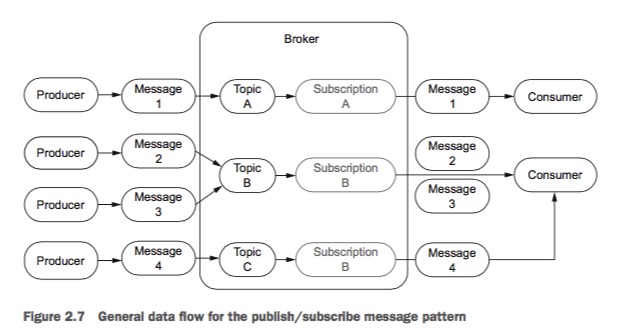 Broker
Producer
Message
1
Topic
A
Subscription
A
Message
1
Consumer
Producer
Message
2
Producer
Message
3
Topic
B
Subscription
B
Message
2
Message
3
Consumer
Producer
Message
4
Topic
C
Subscription
B
Message
4
Figure 2.7 General data flow for the publish/subscribe message pattern